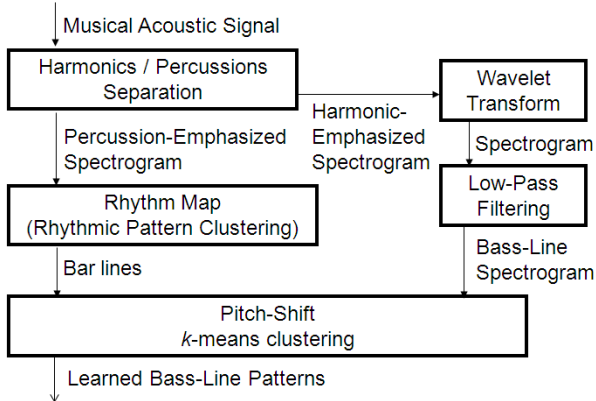 Musical Acoustic Signal
Harmonics / Percussions
Separation
Wavelet
Transform
Harmonic-
Emphasized
Spectrogram
Percussion-Emphasized
Spectrogram
Spectrogram
Low-Pass
Filtering
Rhythm Map
(Rhythmic Pattern Clustering)
Bar lines
Bass-Line
Spectrogram
Pitch-Shift
k-means clustering
Learned Bass-Line Patterns